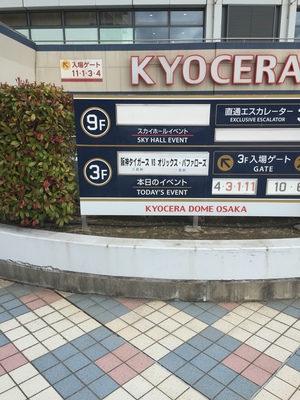 入場ゲート
11・1・3・4
KYOCERA
9F
スカイホールイベント
SKY HALL EVENT
直通エスカレーター
EXCLUSIVE ESCALATOR
3F
阪神タイガース VS オリックス・バファローズ
本日のイベント
TODAY'S EVENT
3F入場ゲート
GATE
4・3・1・11
10・
KYOCERA DOME OSAKA